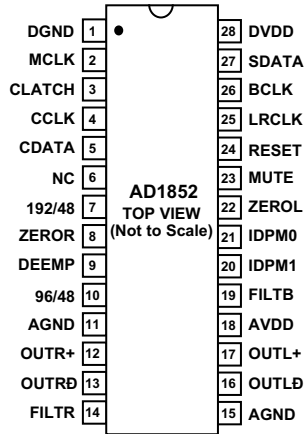 DGND 1 28 DVDD
MCLK 2 27 SDATA
CLATCH 3 26 BCLK
CCLK 4 25 LRCLK
CDATA 5 24 RESET
NC 6 23 MUTE
192/48 7 22 ZEROL
ZEROR 8 21 IDPM0
DEEMP 9 20 IDPM1
96/48 10 19 FILTB
AGND 11 18 AVDD
OUTR+ 12 17 OUTL+
OUTRĐ 13 16 OUTLĐ
FILTR 14 15 AGND
AD1852
TOP VIEW
(Not to Scale)